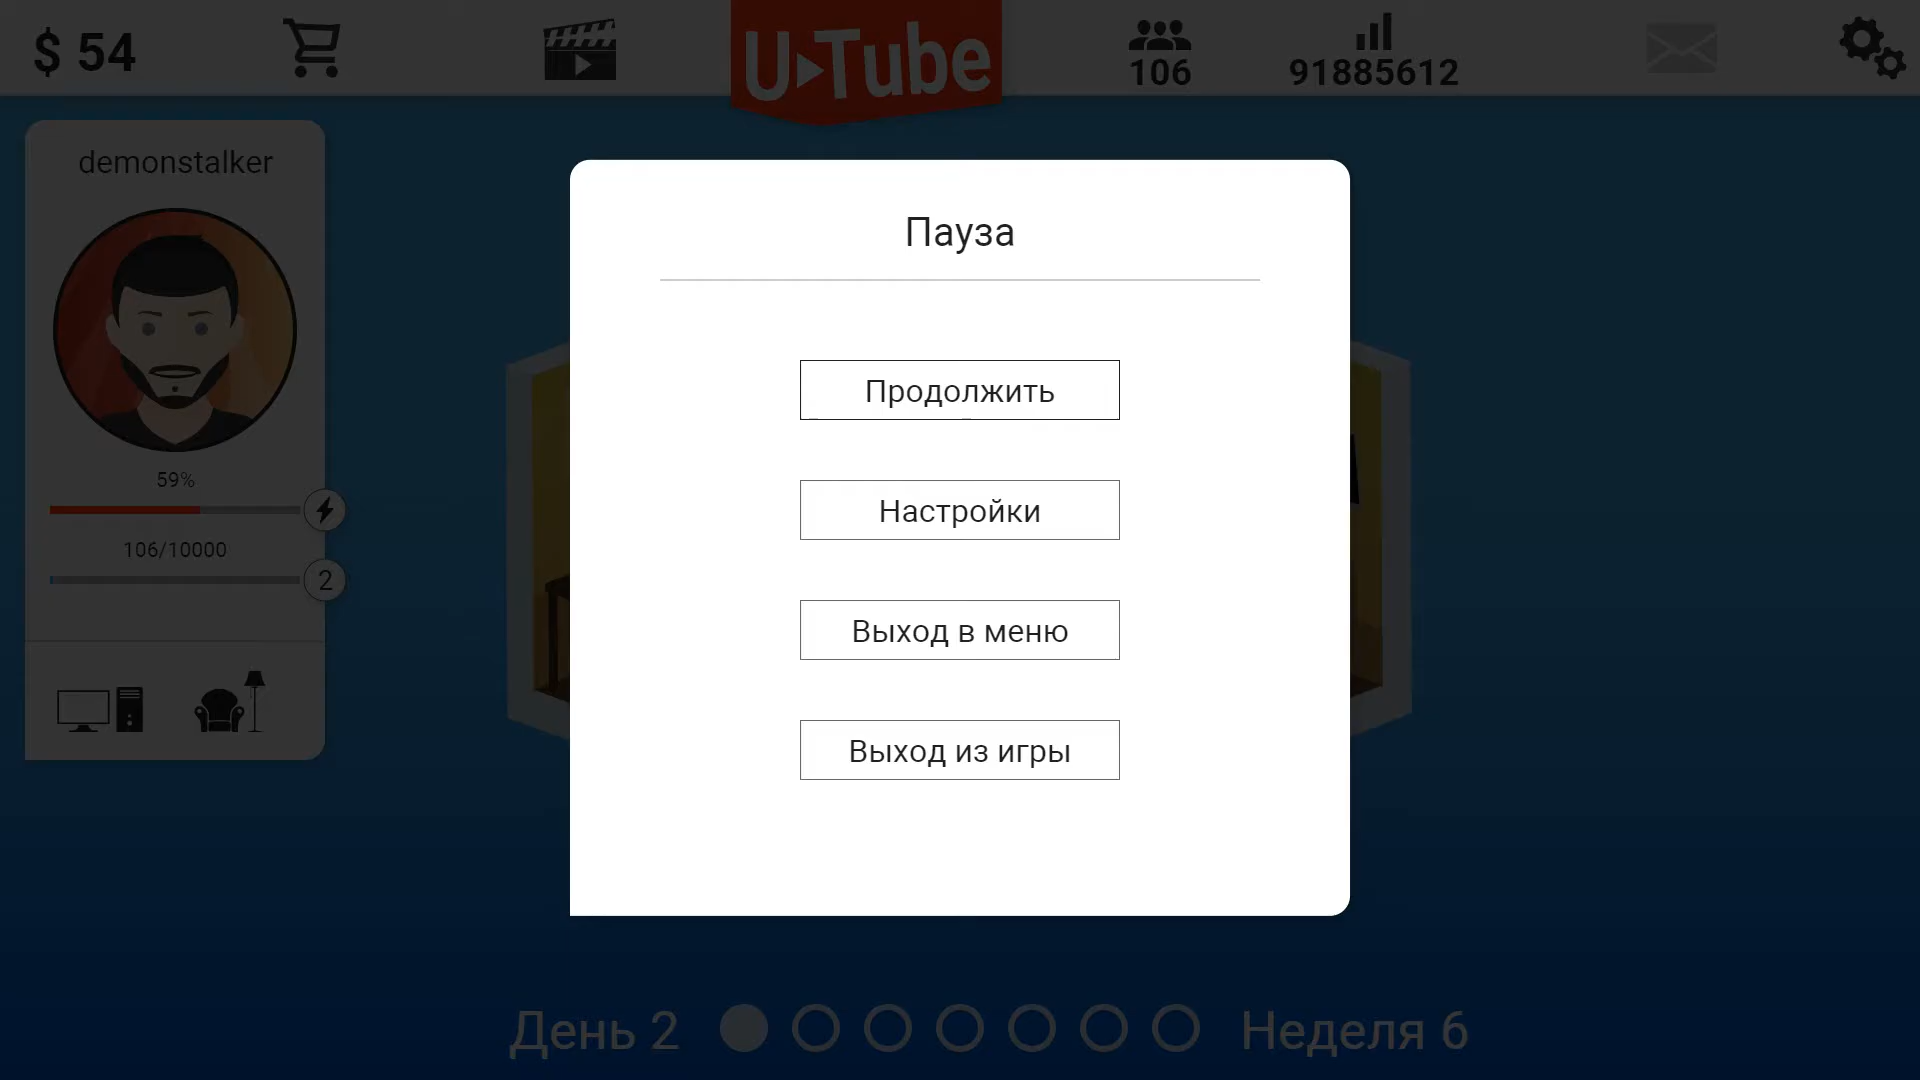 $ 54
U Tube
106
91885612
demonstalker
59%
106/10000
2
Пауза
Продолжить
Настройки
Выход в меню
Выход из игры
День 2
Неделя 6